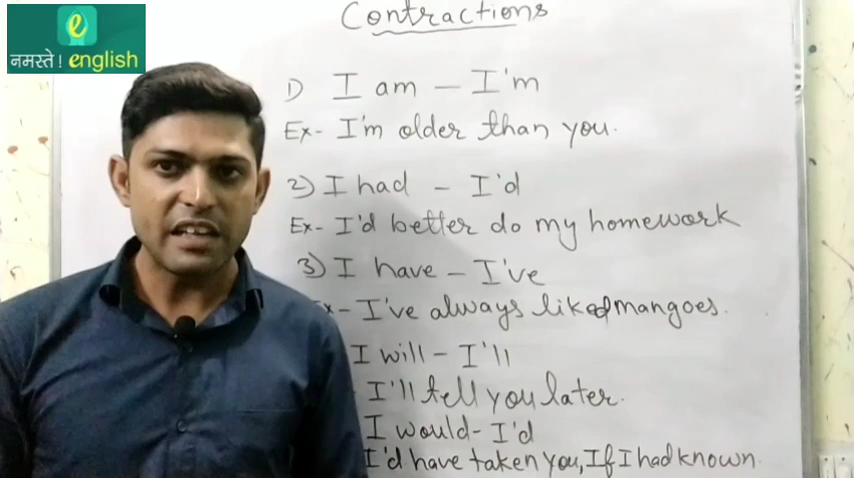 e
नमस्ते! english
Contractions
1) I am - I'm
Ex- I'm older than you.
2) I had - I'd
Ex- I'd better do my homework
3) I have - I've
Ex- I've always liked mangoes.
I will - I'll
I'll tell you later.
I would - I'd
I'd have taken you, If I had known.